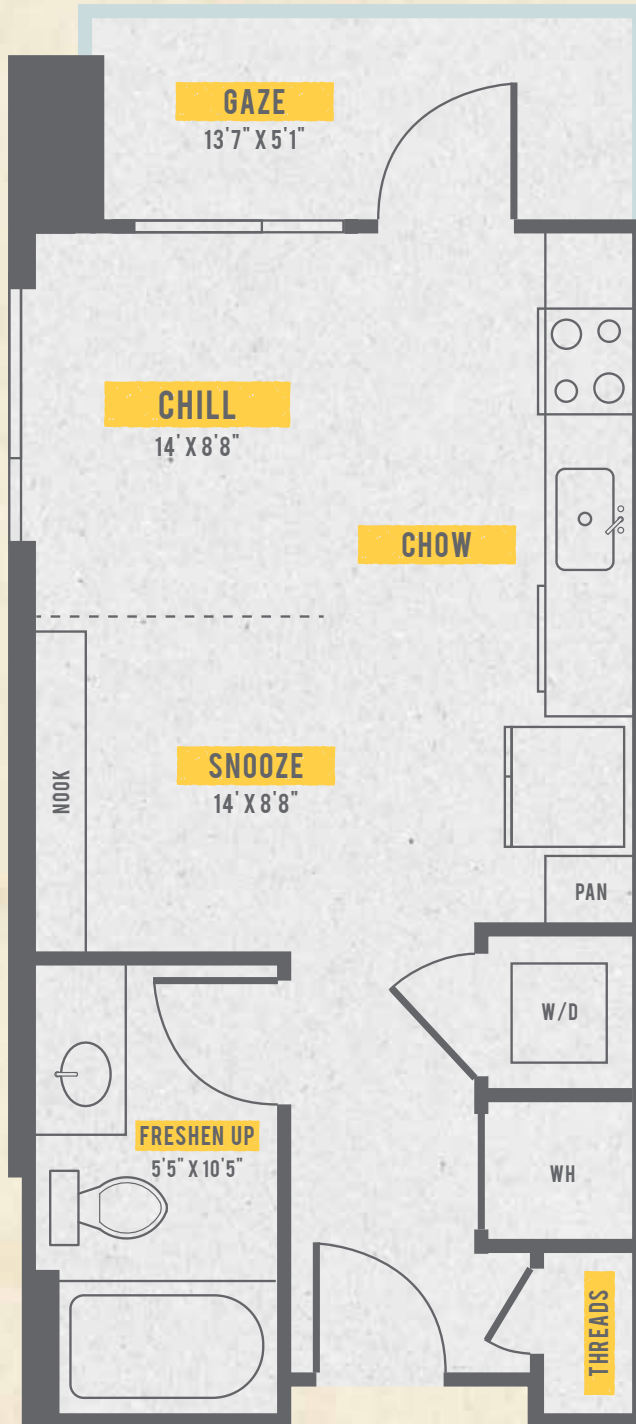 GAZE
13'7" X 5'1"
CHILL
14' X 8'8"
CHOW
SNOOZE
14' X 8'8"
NOOK
PAN
W/D
FRESHEN UP
5'5" X 10'5"
WH
THREADS